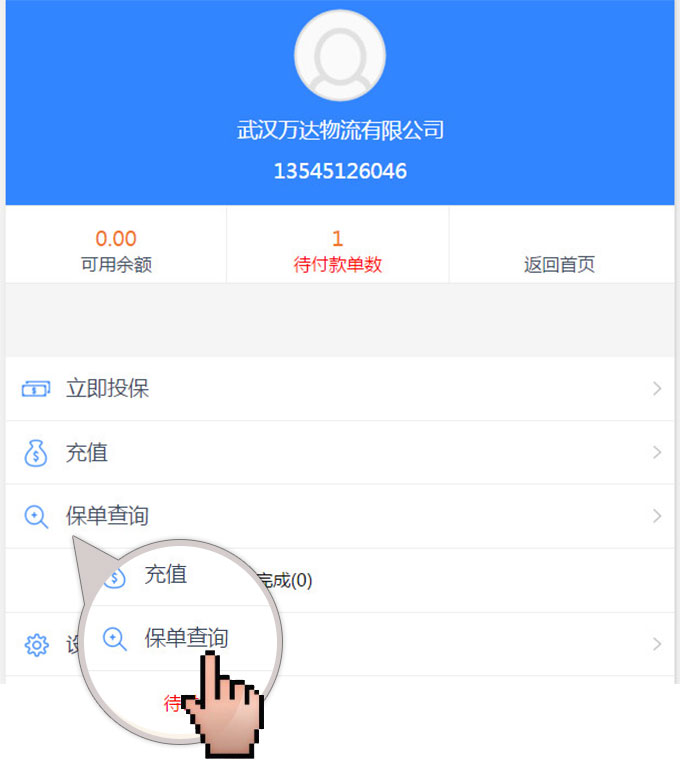 武汉万达物流有限公司
13545126046
0.00
1
可用余额
待付款单数
返回首页
立即投保
充值
保单查询
充值
完成(0)
保单查询
设
待